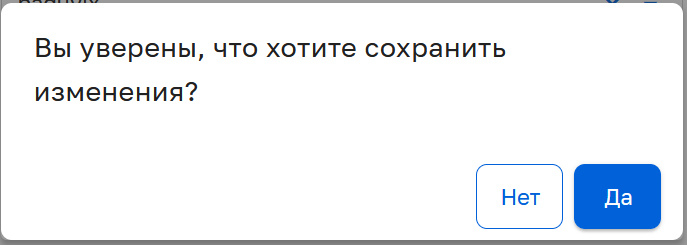 Вы уверены, что хотите сохранить
изменения?
Нет
Да